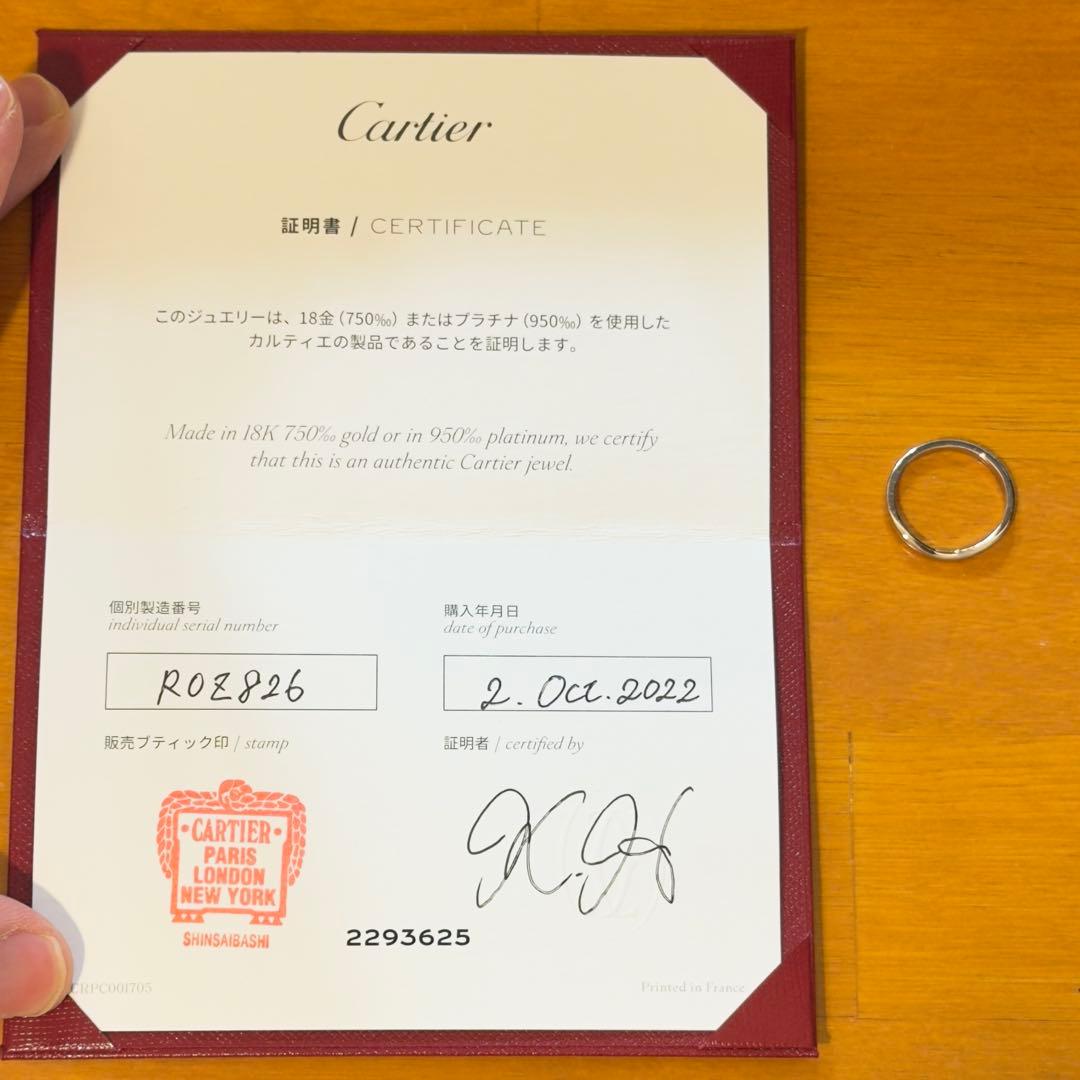 Cartier
証明書 / CERTIFICATE
このジュエリーは、18金（750‰）またはプラチナ（950‰）を使用した
カルティエの製品であることを証明します。
Made in 18K 750‰ gold or in 950‰ platinum, we certify
that this is an authentic Cartier jewel.
個別製造番号
individual serial number
ROZ826
購入年月日
date of purchase
2. Oct. 2022
販売ブティック印 / stamp
CARTIER
PARIS
LONDON
NEW YORK
SHINSAIBASHI
証明者 / certified by
2293625
CRPC001705
Printed in France